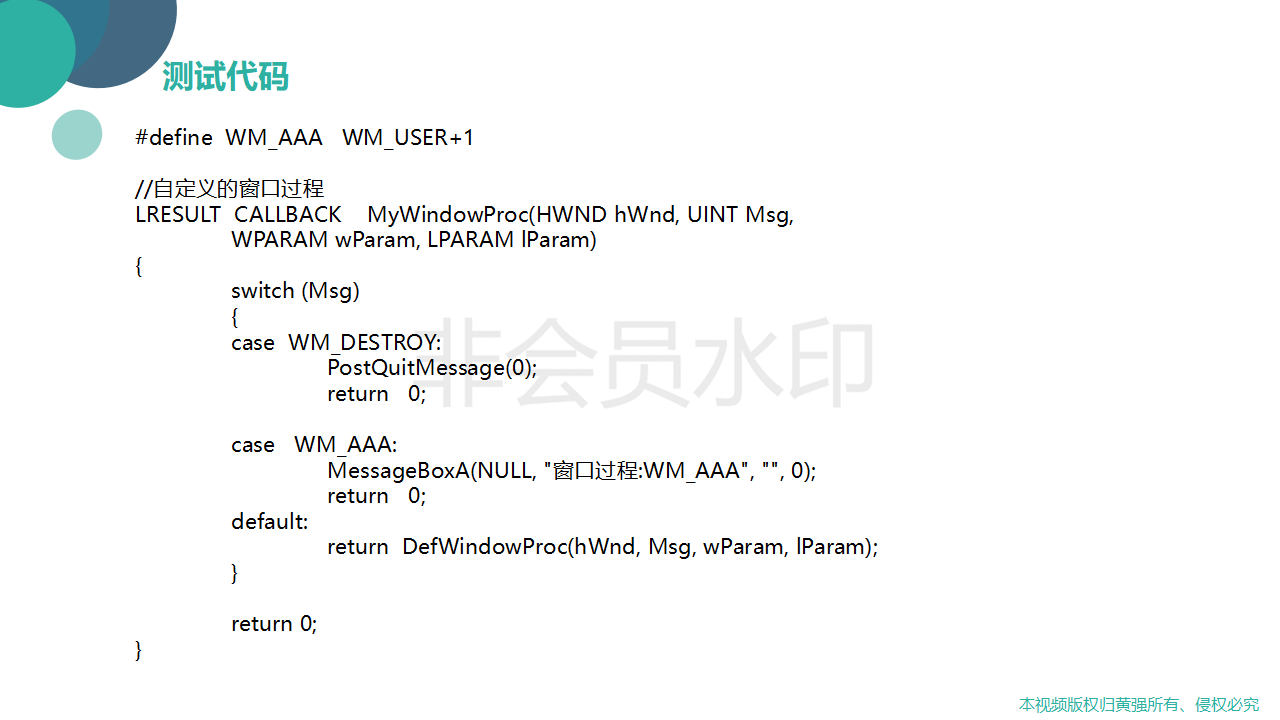 测试代码
#define  WM_AAA   WM_USER+1
//自定义的窗口过程
LRESULT  CALLBACK    MyWindowProc(HWND hWnd, UINT Msg,
WPARAM wParam, LPARAM lParam)
{
switch (Msg)
{
case  WM_DESTROY:
PostQuitMessage(0);
return   0;
非会员水印
case   WM_AAA:
MessageBoxA(NULL, "窗口过程:WM_AAA", "", 0);
return   0;
default:
return  DefWindowProc(hWnd, Msg, wParam, lParam);
}
return 0;
}
本视频版权归黄强所有、侵权必究